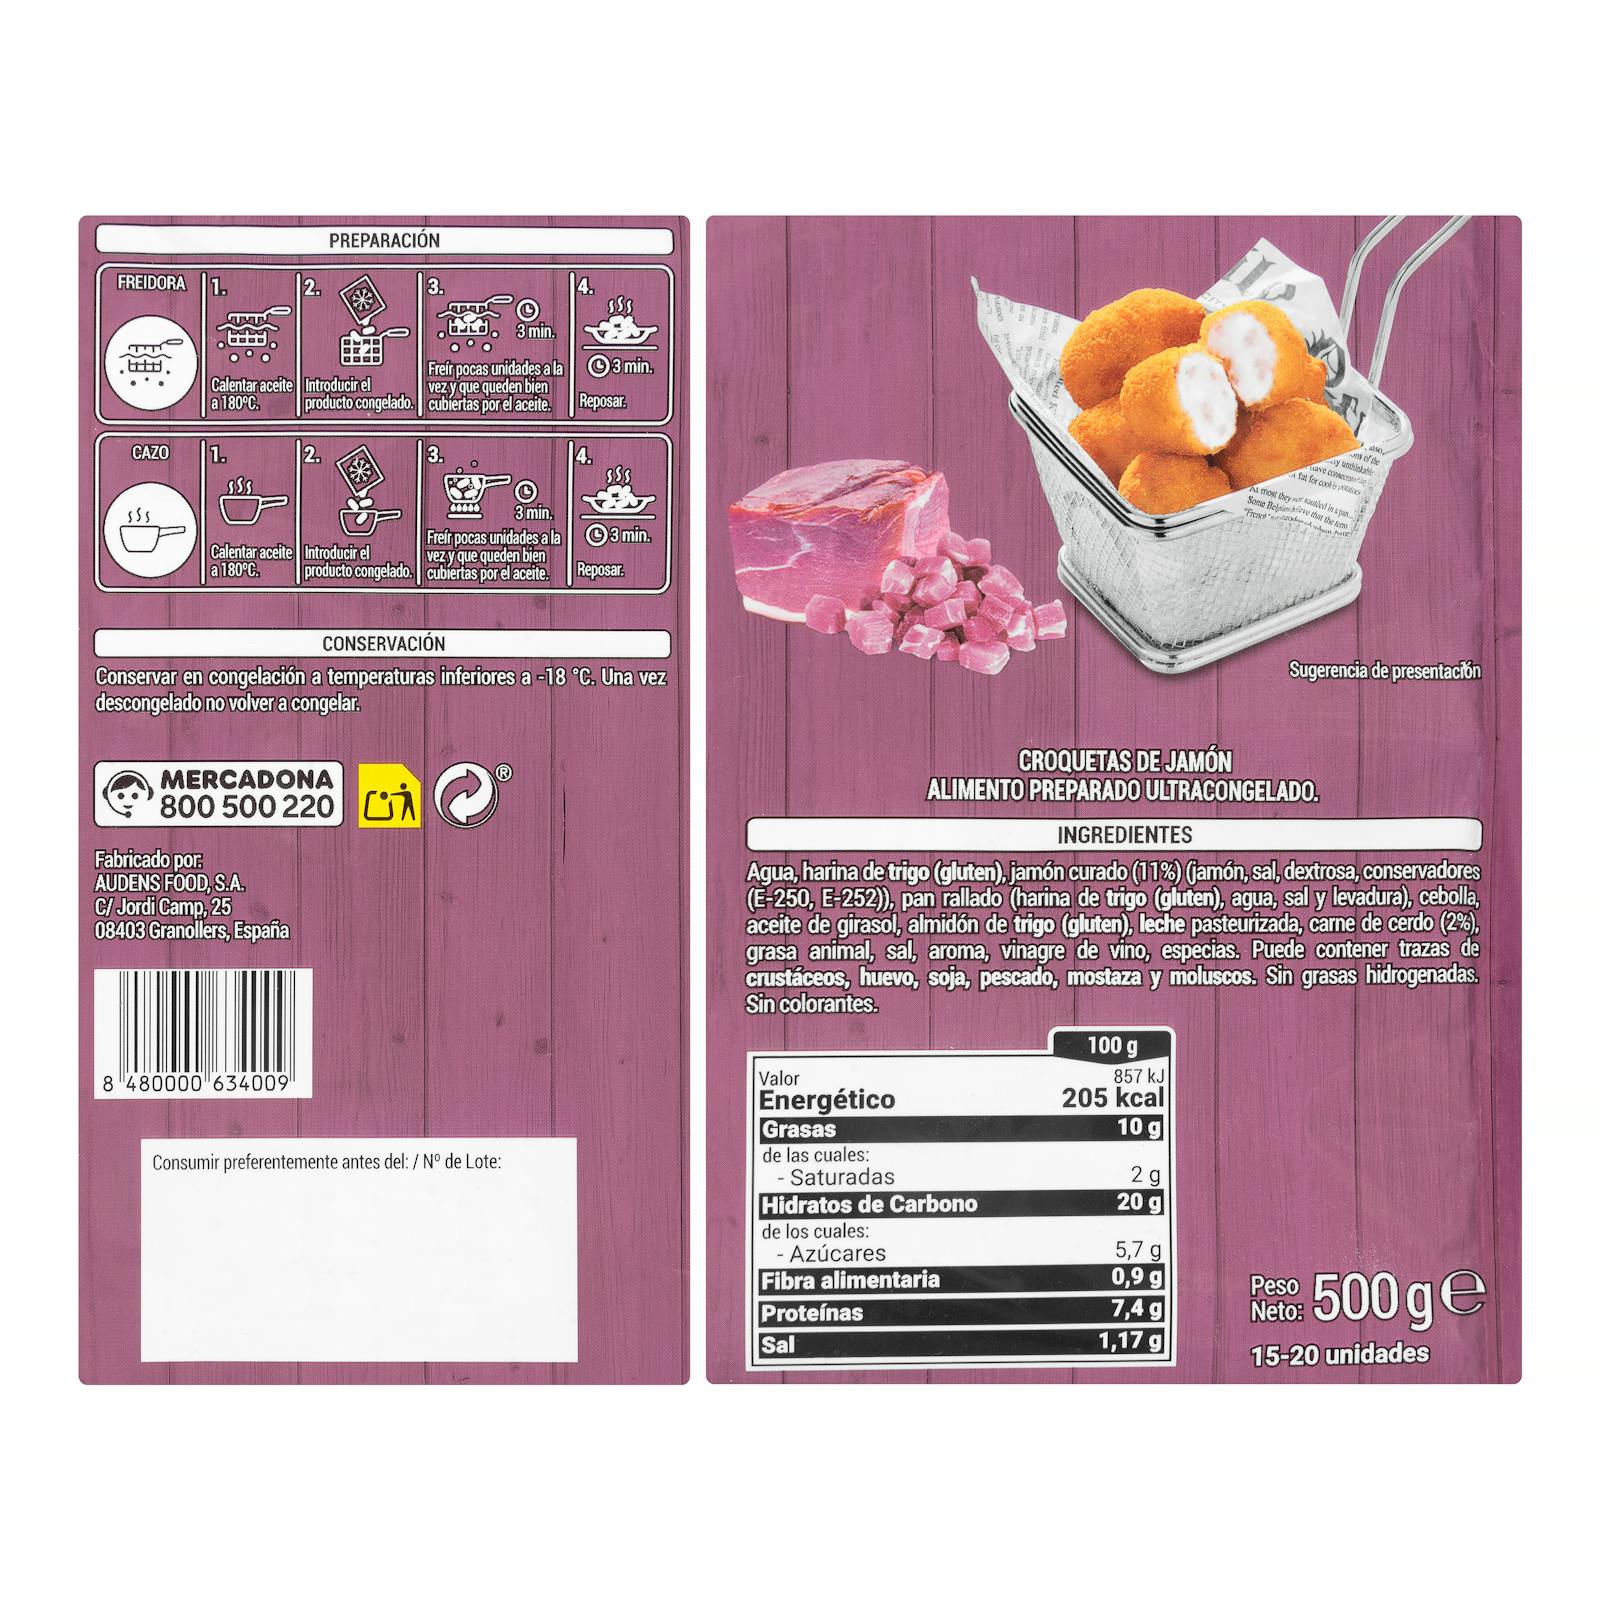 PREPARACIÓN
FREIDORA
1.
Calentar aceite
a 180ºC.
2.
Introducir el
producto congelado.
3.
3 min.
Freír pocas unidades a la
vez y que queden bien
cubiertas por el aceite.
4.
3 min.
Reposar.
CAZO
1.
Calentar aceite
a 180ºC.
2.
Introducir el
producto congelado.
3.
3 min.
Freír pocas unidades a la
vez y que queden bien
cubiertas por el aceite.
4.
3 min.
Reposar.
CONSERVACIÓN
Conservar en congelación a temperaturas inferiores a -18 °C. Una vez
descongelado no volver a congelar.
MERCADONA
800 500 220
®
Fabricado por:
AUDENS FOOD, S.A.
C/ Jordi Camp, 25
08403 Granollers, España
8 480000 634009
Consumir preferentemente antes del: / Nº de Lote:
Sugerencia de presentación
CROQUETAS DE JAMÓN
ALIMENTO PREPARADO ULTRACONGELADO.
INGREDIENTES
Agua, harina de trigo (gluten), jamón curado (11%) (jamón, sal, dextrosa, conservadores
(E-250, E-252)), pan rallado (harina de trigo (gluten), agua, sal y levadura), cebolla,
aceite de girasol, almidón de trigo (gluten), leche pasteurizada, carne de cerdo (2%),
grasa animal, sal, aroma, vinagre de vino, especias. Puede contener trazas de
crustáceos, huevo, soja, pescado, mostaza y moluscos. Sin grasas hidrogenadas.
Sin colorantes.
100 g
Valor 857 kJ
Energético 205 kcal
Grasas 10 g
de las cuales:
- Saturadas 2 g
Hidratos de Carbono 20 g
de los cuales:
- Azúcares 5,7 g
Fibra alimentaria 0,9 g
Proteínas 7,4 g
Sal 1,17 g
Peso
Neto: 500 g e
15-20 unidades